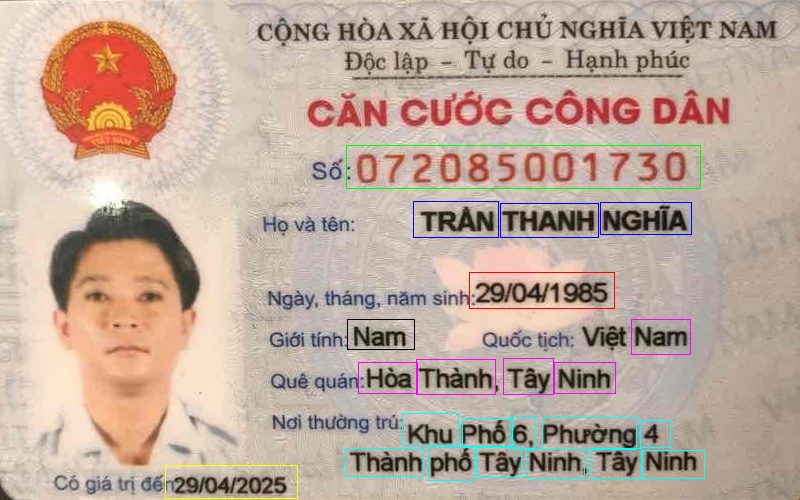 CỘNG HÒA XÃ HỘI CHỦ NGHĨA VIỆT NAM
Độc lập - Tự do - Hạnh phúc
CĂN CƯỚC CÔNG DÂN
VIỆT NAM
Số: 072085001730
Họ và tên: TRẦN THANH NGHĨA
Ngày, tháng, năm sinh: 29/04/1985
Giới tính: Nam Quốc tịch: Việt Nam
Quê quán: Hòa Thành, Tây Ninh
Nơi thường trú: Khu Phố 6, Phường 4
Thành phố Tây Ninh, Tây Ninh
Có giá trị đến 29/04/2025